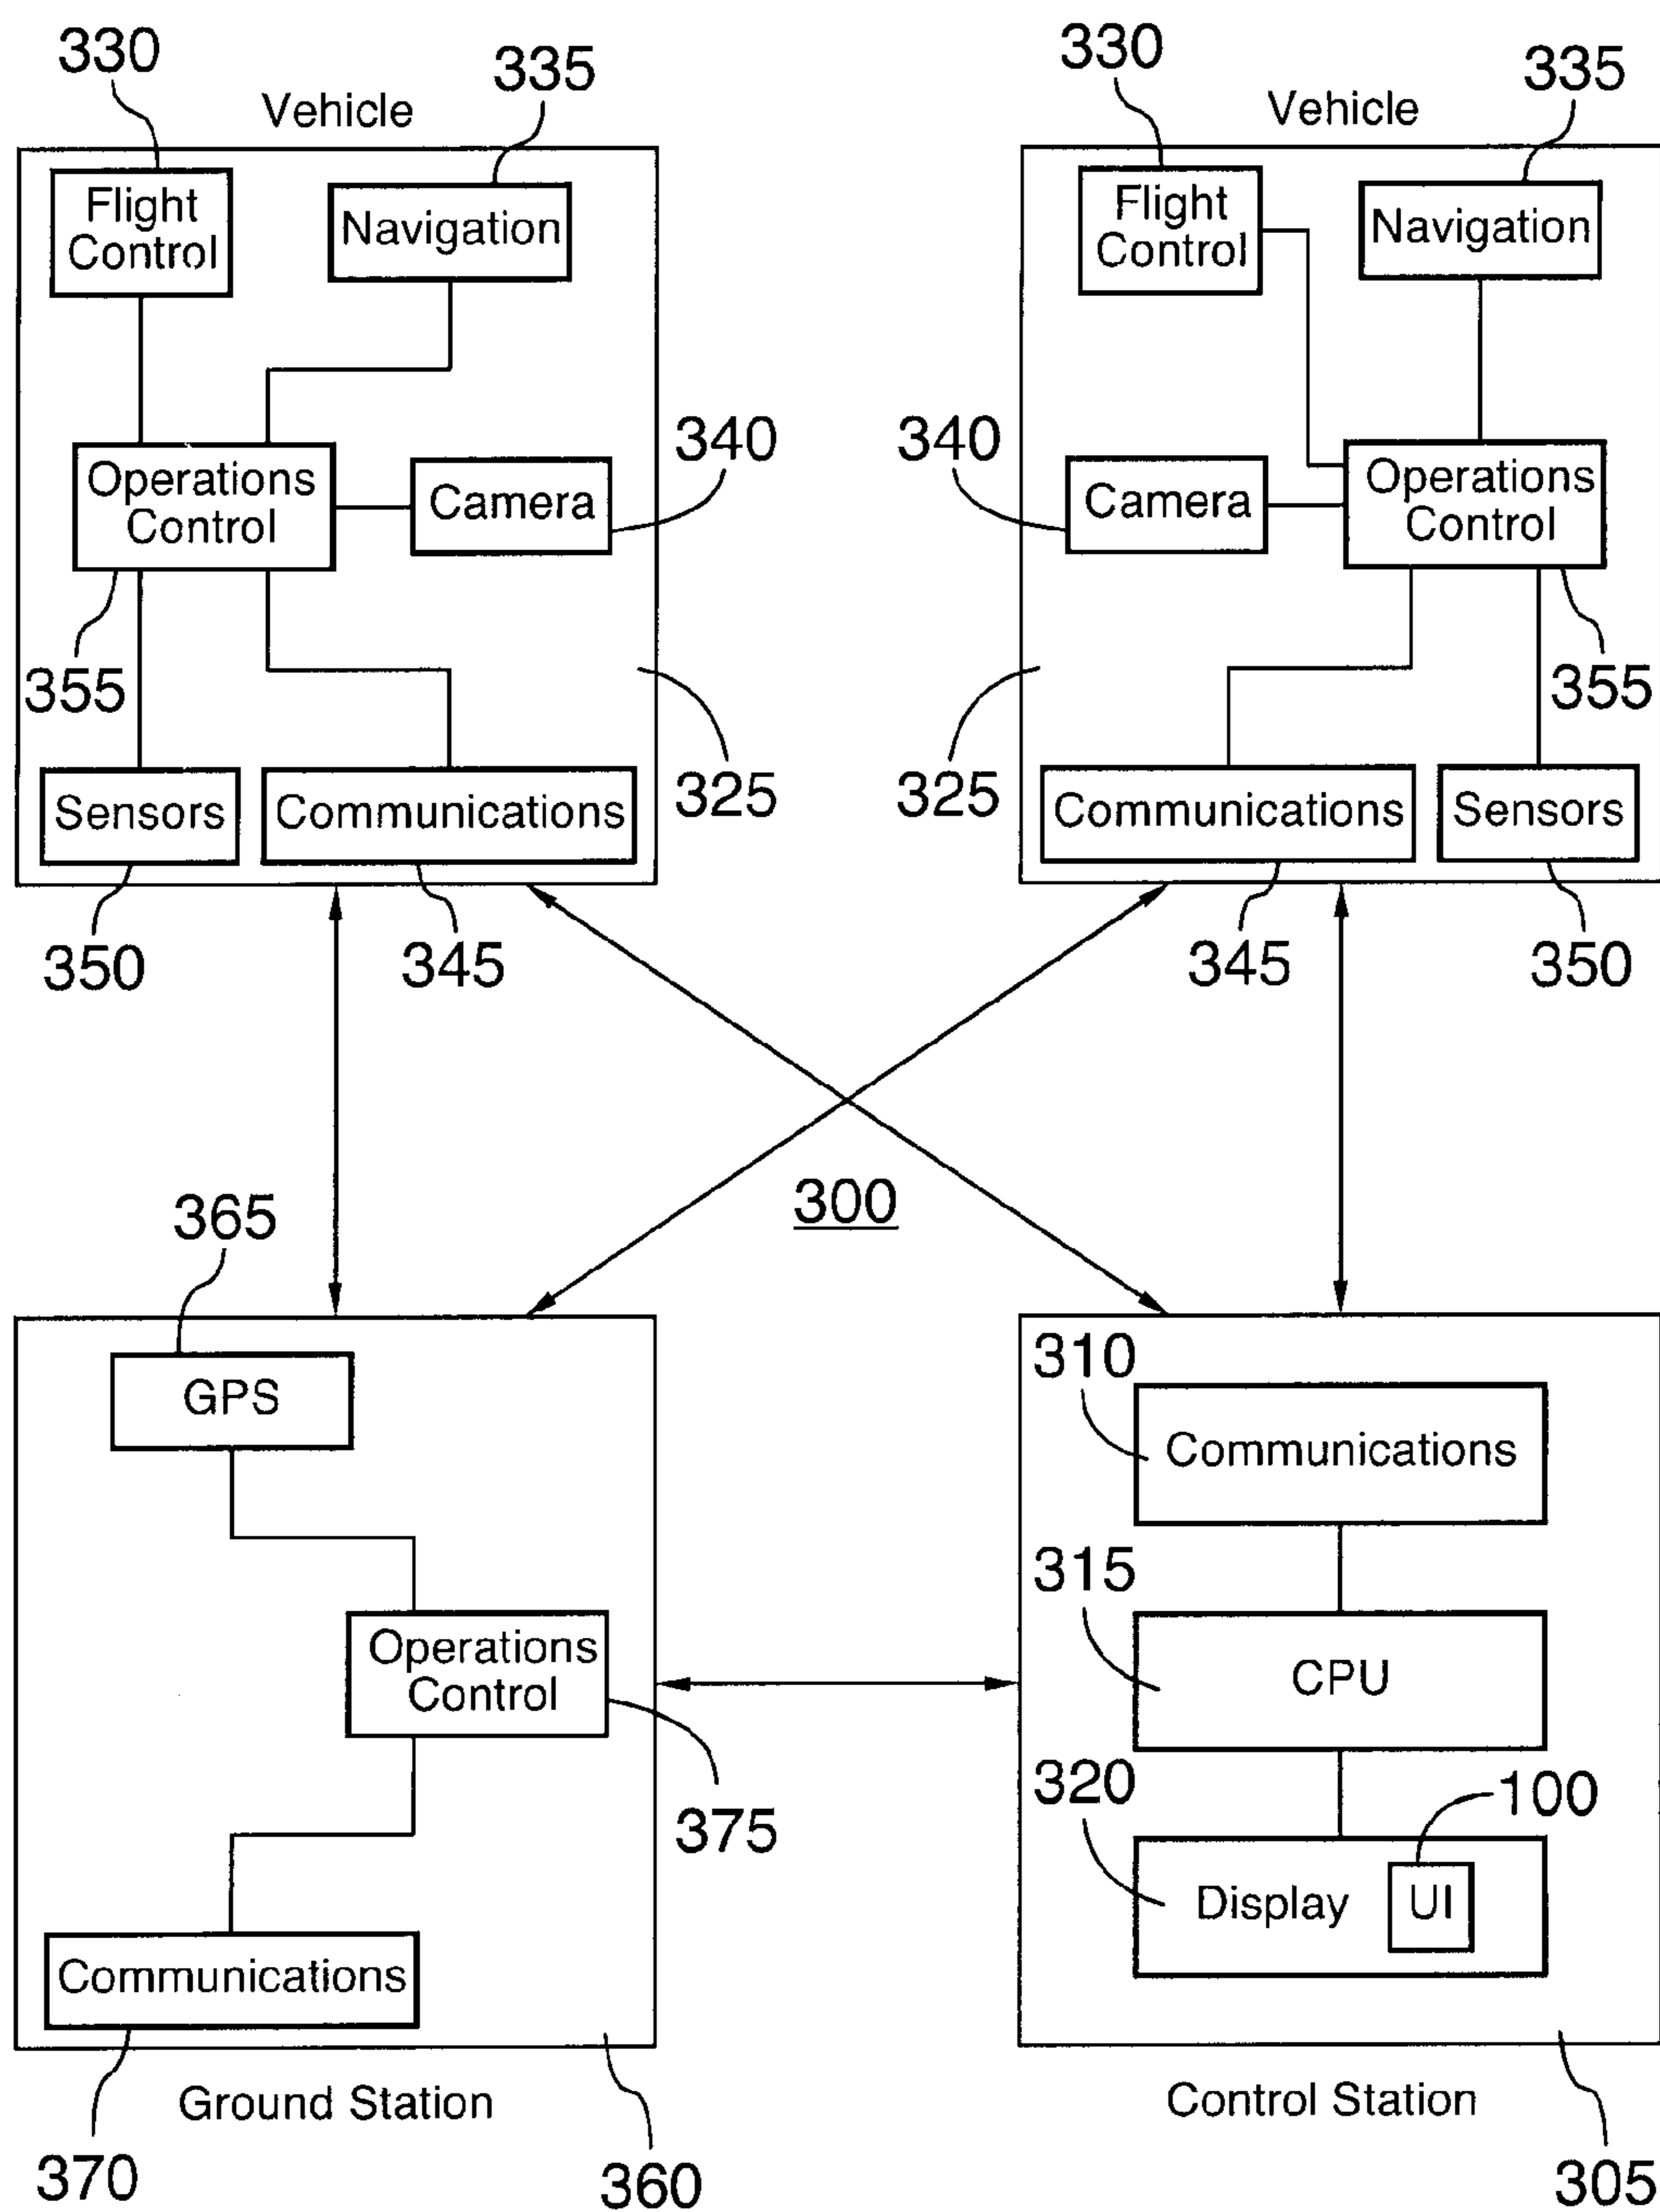 330
335
Vehicle
Flight
Control
Navigation
Operations
Control
Camera
340
355
325
Sensors
Communications
350
345
330
335
Vehicle
Flight
Control
Navigation
340
Camera
Operations
Control
325
355
Communications
Sensors
345
350
300
365
GPS
Operations
Control
375
Communications
370
Ground Station
360
310
Communications
315
CPU
320
100
Display
UI
Control Station
305